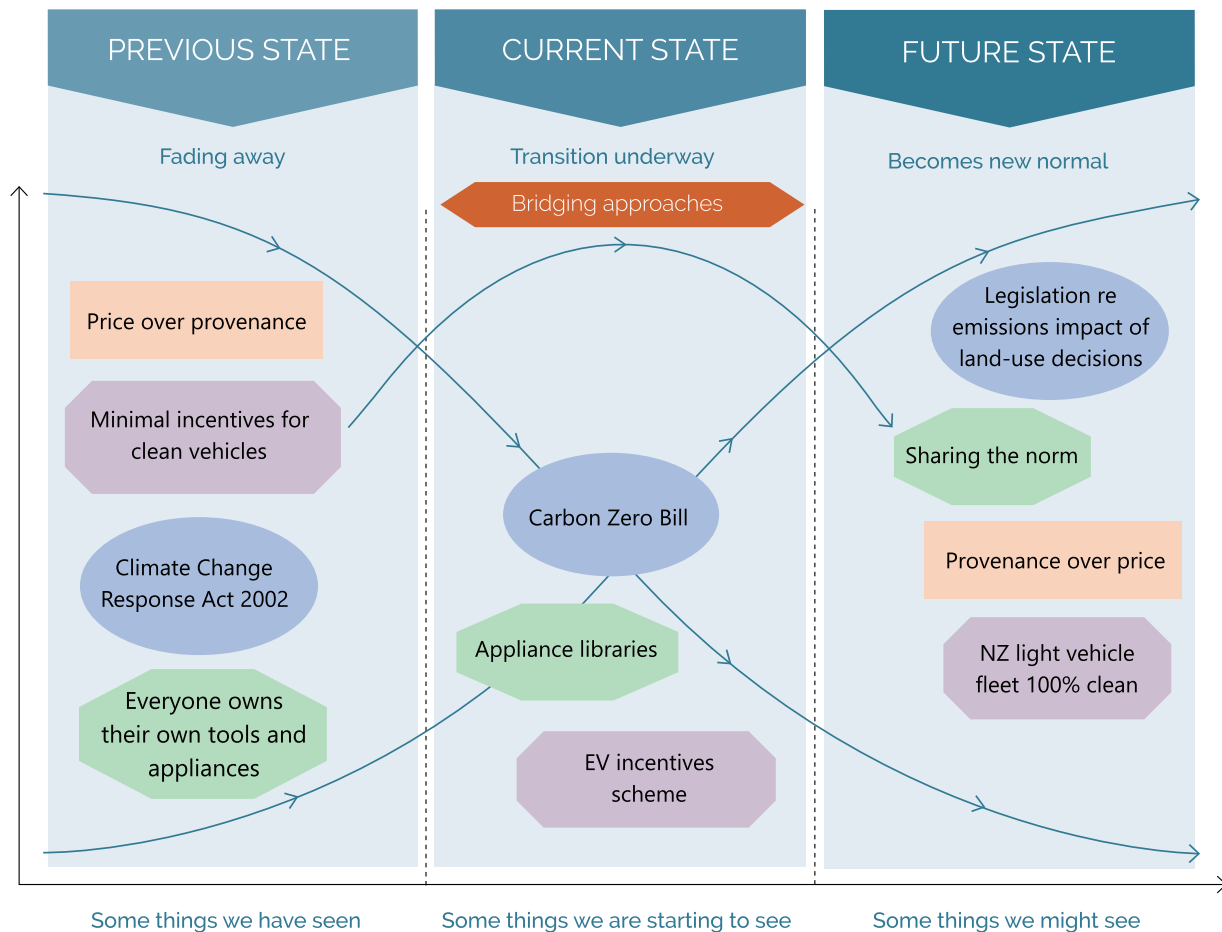 PREVIOUS STATE
CURRENT STATE
FUTURE STATE
Fading away
Transition underway
Becomes new normal
Bridging approaches
Price over provenance
Minimal incentives for
clean vehicles
Climate Change
Response Act 2002
Everyone owns
their own tools and
appliances
Carbon Zero Bill
Appliance libraries
EV incentives
scheme
Legislation re
emissions impact of
land-use decisions
Sharing the norm
Provenance over price
NZ light vehicle
fleet 100% clean
Some things we have seen
Some things we are starting to see
Some things we might see